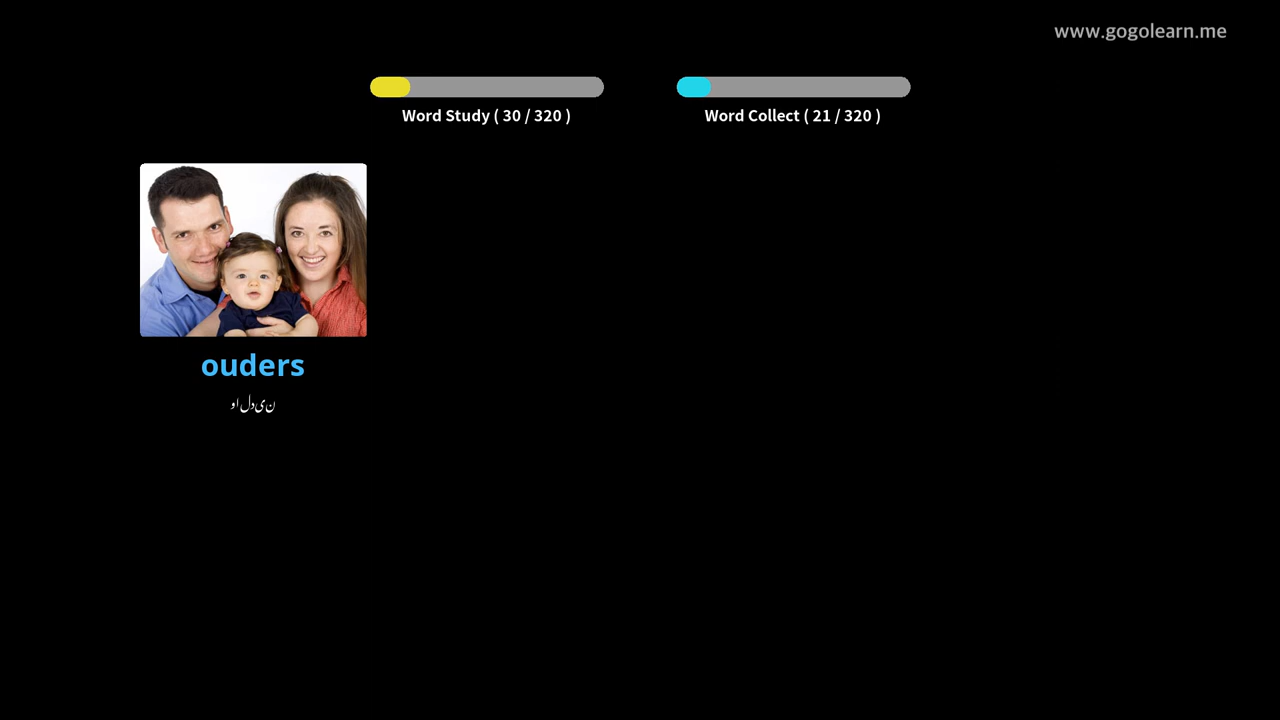 www.gogolearn.me
Word Study ( 30 / 320 )
Word Collect ( 21 / 320 )
ouders
والدین